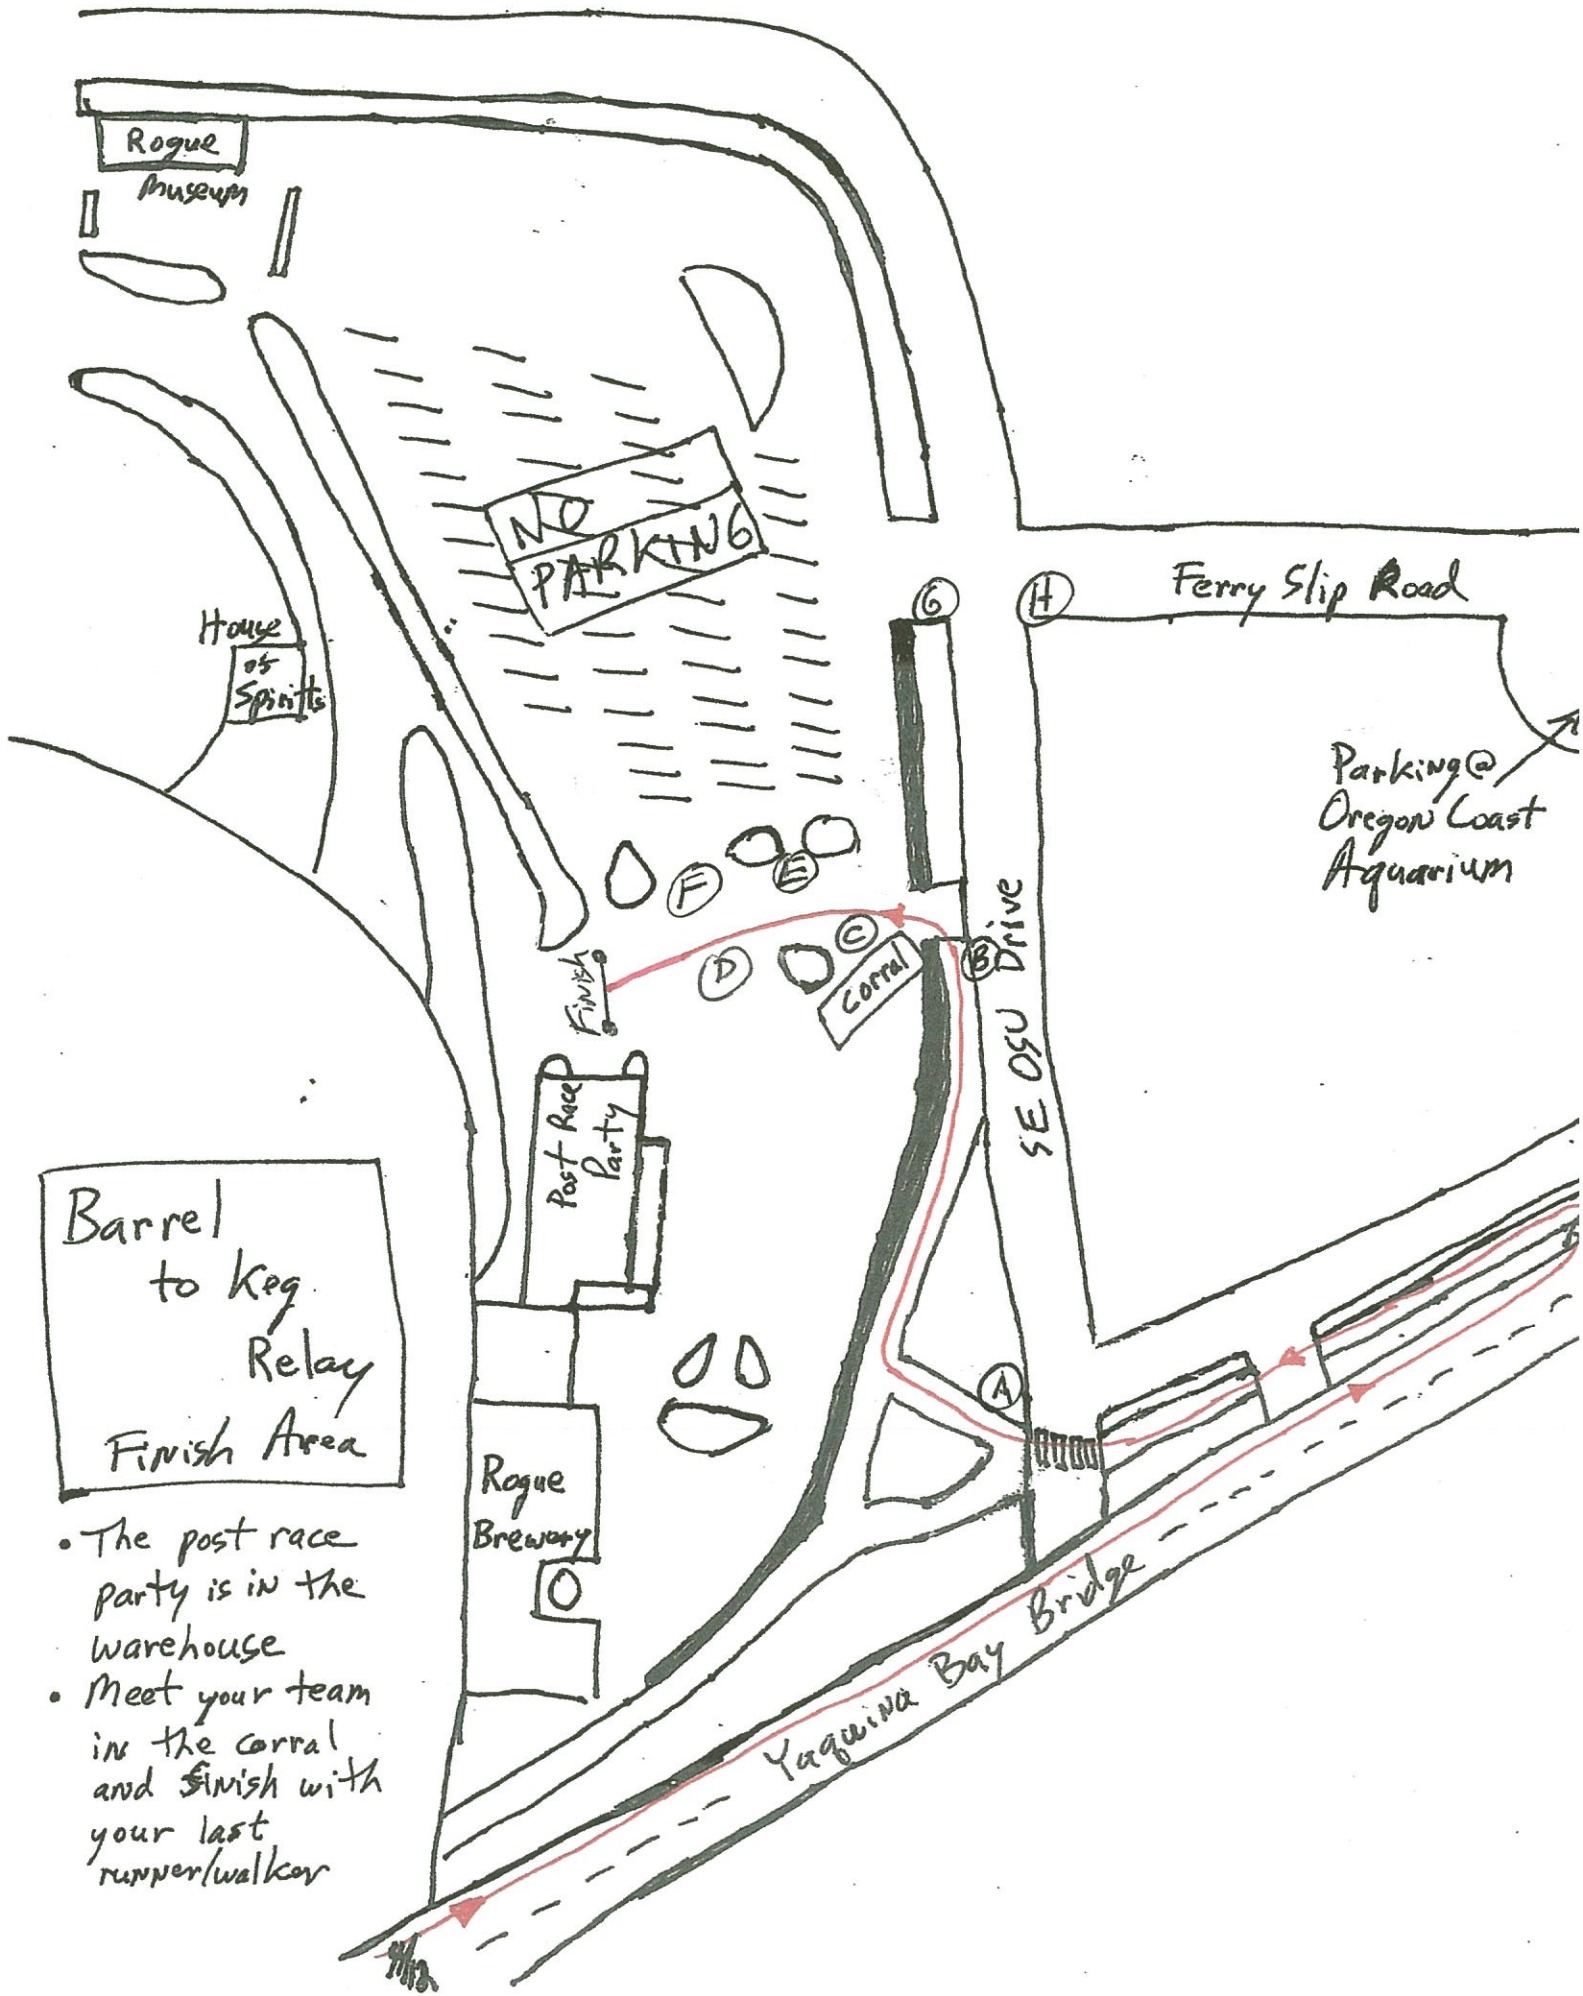 Rogue
Museum
NO
PARKING
G
H
Ferry Slip Road
House
of
Spirits
Parking@
Oregon Coast
Aquarium
F
E
C
D
B
Corral
Finish
SE OSU Drive
Post Race
Party
Barrel
to Keg
Relay
Finish Area
A
Rogue
Brewery
• The post race
party is in the
warehouse
• Meet your team
in the corral
and finish with
your last
runner/walker
Yaquina Bay Bridge